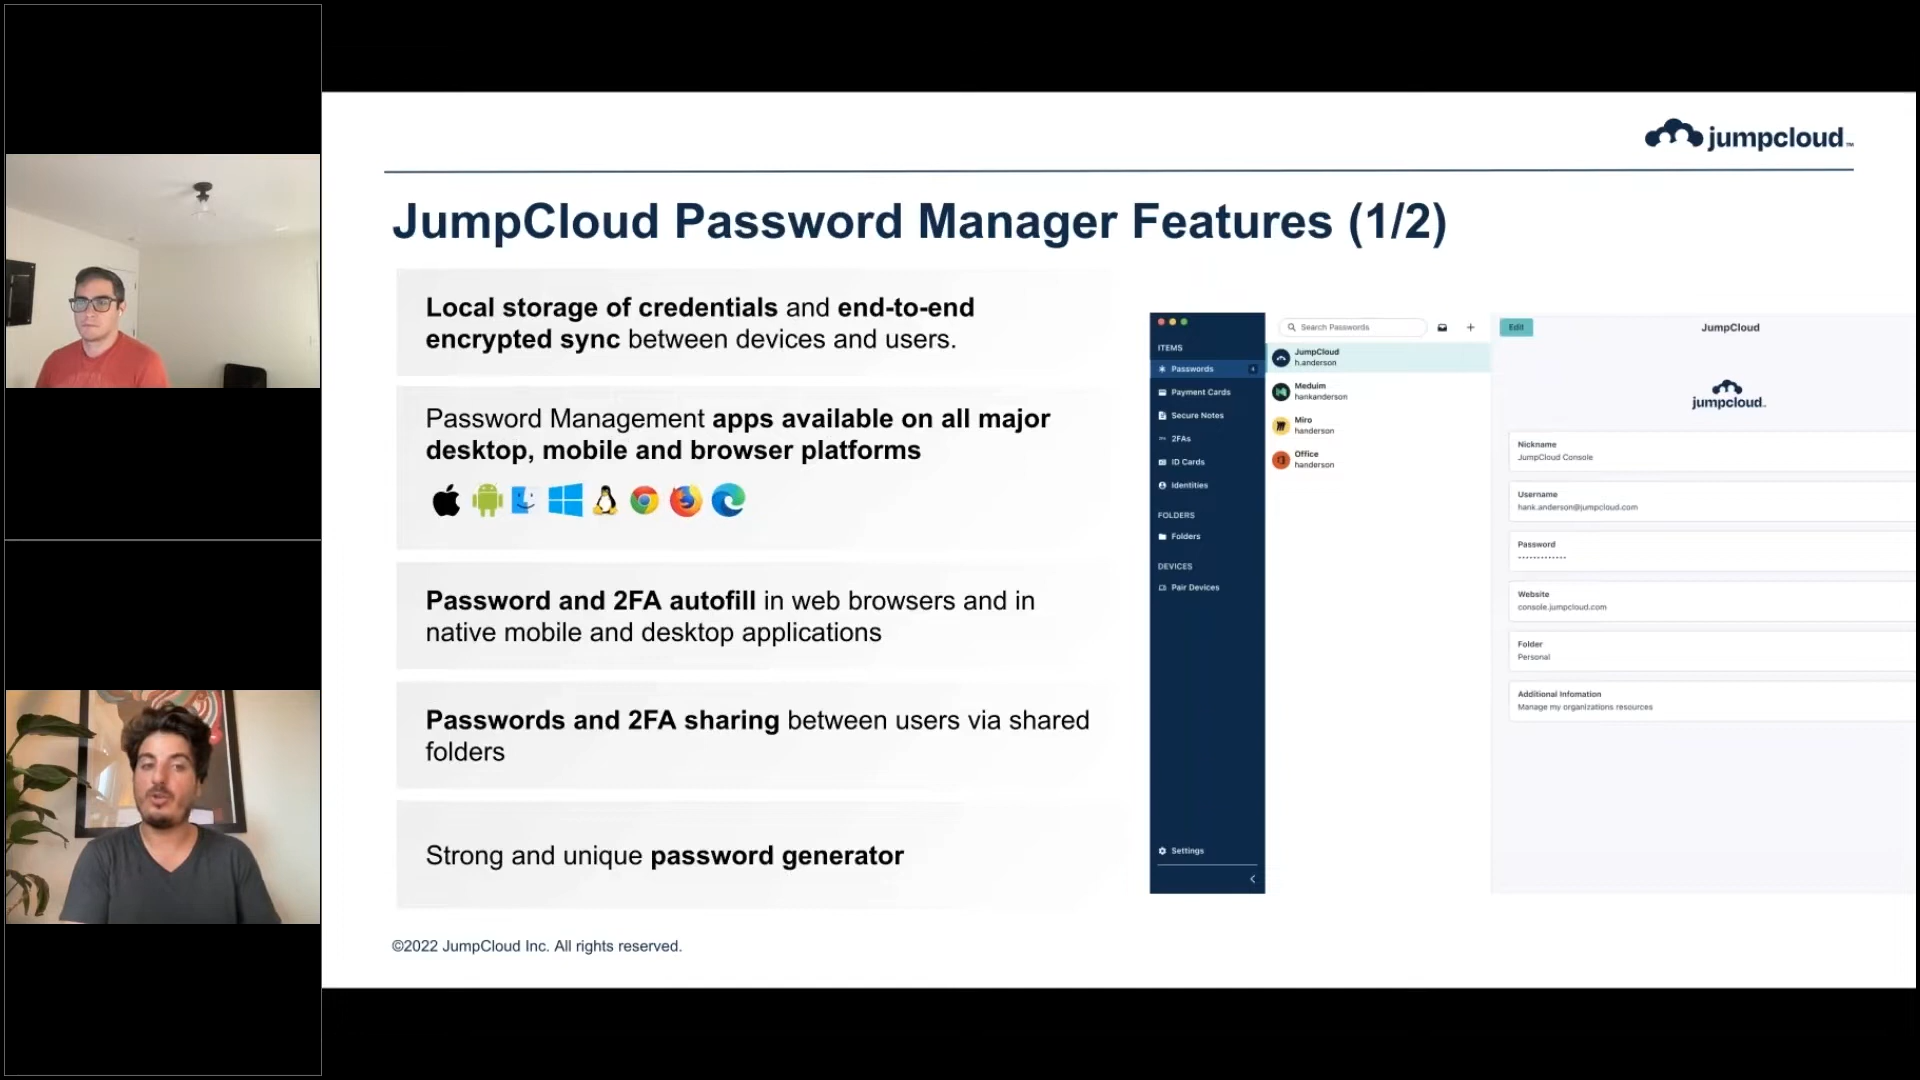 jumpcloud™
JumpCloud Password Manager Features (1/2)
Local storage of credentials and end-to-end
encrypted sync between devices and users.
Password Management apps available on all major
desktop, mobile and browser platforms
Password and 2FA autofill in web browsers and in
native mobile and desktop applications
Passwords and 2FA sharing between users via shared
folders
Strong and unique password generator
©2022 JumpCloud Inc. All rights reserved.
ITEMS
Passwords 4
Payment Cards
Secure Notes
2FAs
ID Cards
Identities
FOLDERS
Folders
DEVICES
Pair Devices
Settings
Search Passwords
JumpCloud
h.anderson
Meduim
hankanderson
Miro
handerson
Office
handerson
Edit
JumpCloud
jumpcloud
Nickname
JumpCloud Console
Username
hank.anderson@jumpcloud.com
Password
Website
console.jumpcloud.com
Folder
Personal
Additional Infomation
Manage my organizations resources